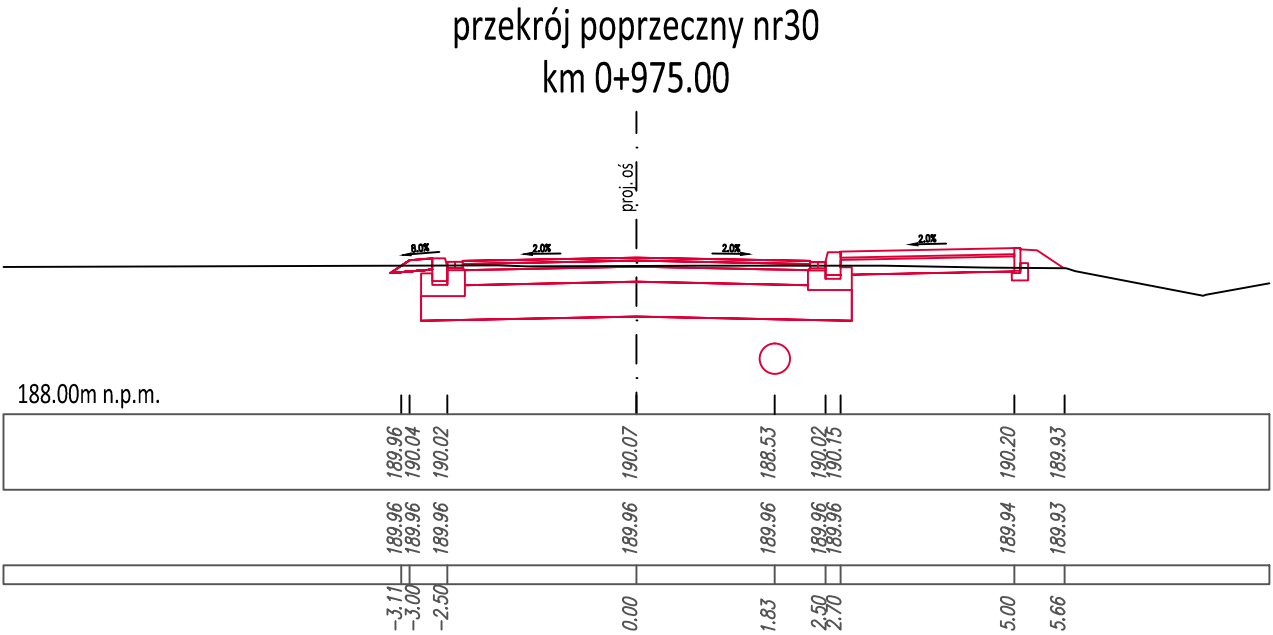 przekrój poprzeczny nr30
km 0+975.00
proj. oś
8.0% 2.0% 2.0% 2.0%
188.00m n.p.m.
189.96 190.04 190.02 190.07 188.53 190.02 190.15 190.20 189.93
189.96 189.96 189.96 189.96 189.96 189.96 189.96 189.94 189.93
-3.11 -3.00 -2.50 0.00 1.83 2.50 2.70 5.00 5.66